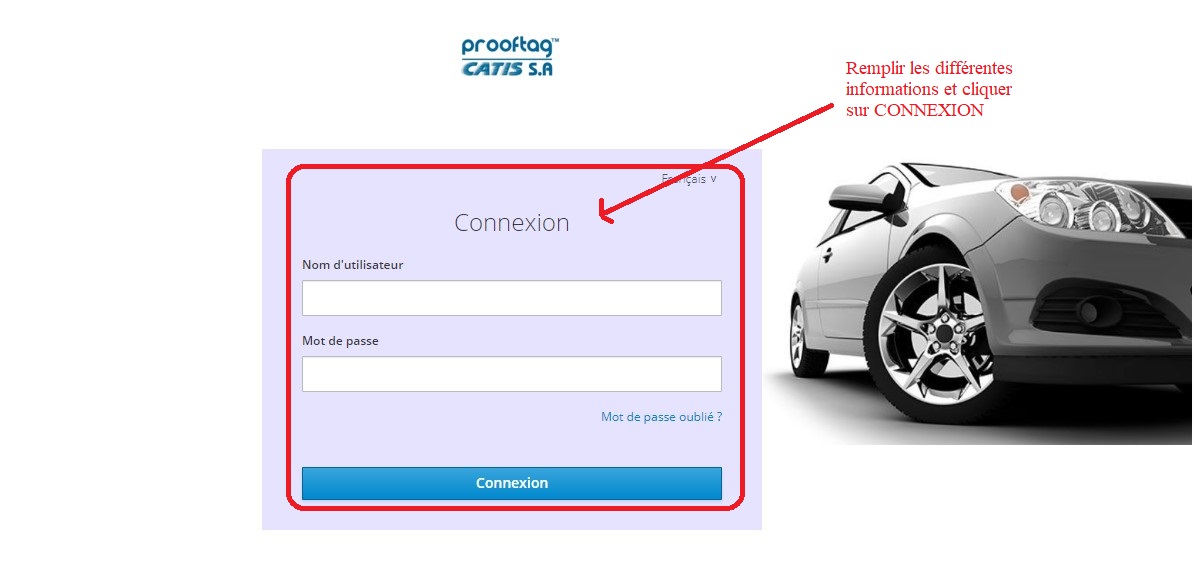 prooftag™
CATIS S.A
Remplir les différentes
informations et cliquer
sur CONNEXION
Français v
Connexion
Nom d'utilisateur
Mot de passe
Mot de passe oublié ?
Connexion